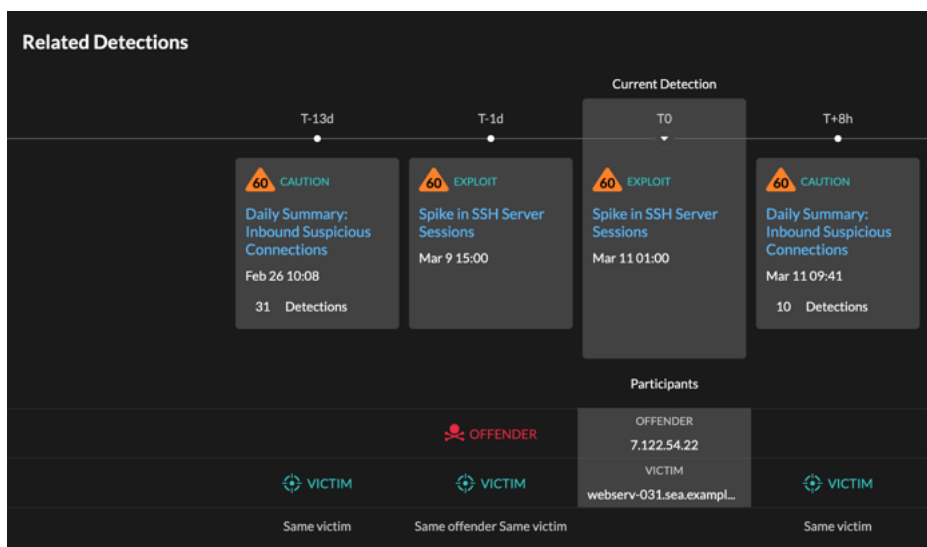 Related Detections
Current Detection
T-13d
T-1d
T0
T+8h
60 CAUTION
Daily Summary:
Inbound Suspicious
Connections
Feb 26 10:08
31 Detections
60 EXPLOIT
Spike in SSH Server
Sessions
Mar 9 15:00
60 EXPLOIT
Spike in SSH Server
Sessions
Mar 11 01:00
60 CAUTION
Daily Summary:
Inbound Suspicious
Connections
Mar 11 09:41
10 Detections
Participants
OFFENDER
OFFENDER
7.122.54.22
VICTIM
VICTIM
VICTIM
webserv-031.sea.exampl...
VICTIM
Same victim
Same offender Same victim
Same victim